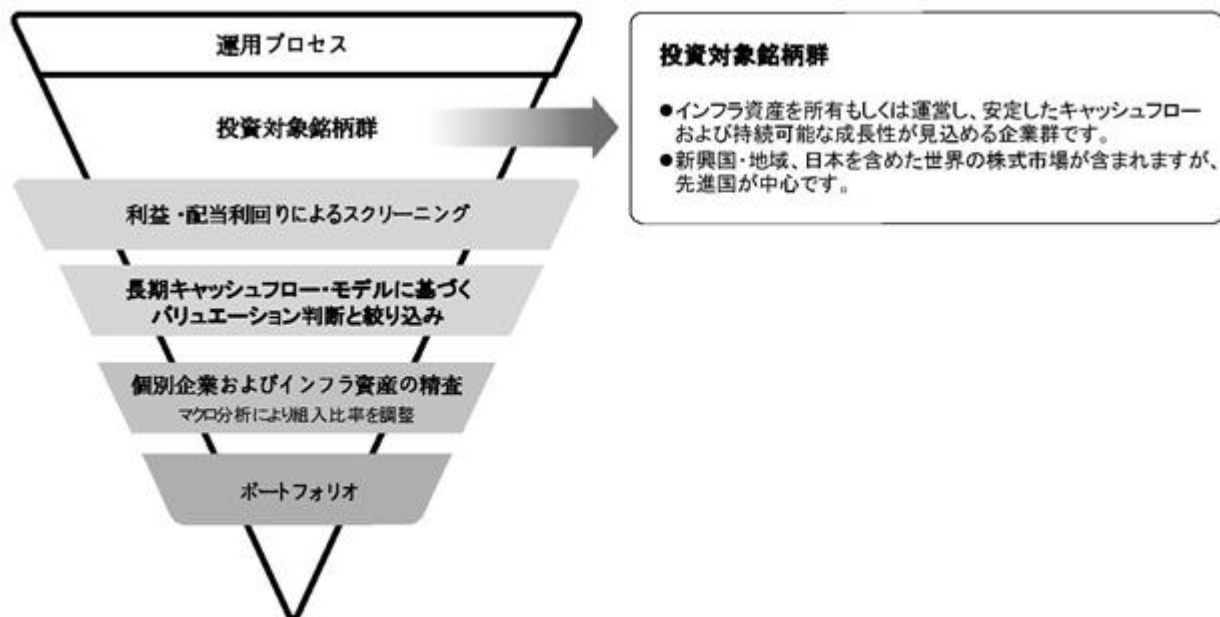 運用プロセス
投資対象銘柄群
利益・配当利回りによるスクリーニング
長期キャッシュフロー・モデルに基づく
バリュエーション判断と絞り込み
個別企業およびインフラ資産の精査
マクロ分析により組入比率を調整
ポートフォリオ
投資対象銘柄群
●インフラ資産を所有もしくは運営し、安定したキャッシュフロー
および持続可能な成長性が見込める企業群です。
●新興国・地域、日本を含めた世界の株式市場が含まれますが、
先進国が中心です。